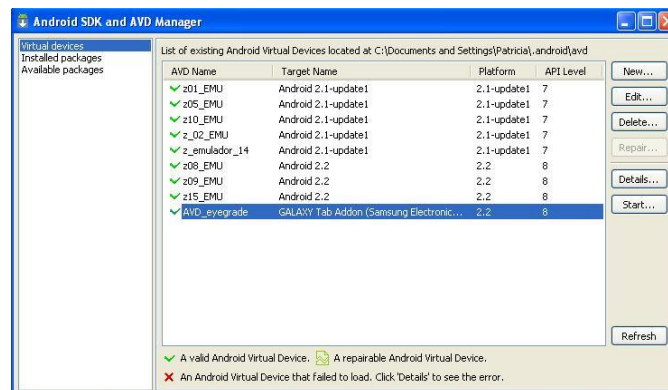 Android SDK and AVD Manager
Virtual devices
Installed packages
Available packages
List of existing Android Virtual Devices located at C:\Documents and Settings\Patricia\.android\avd
AVD Name Target Name Platform API Level
z01_EMU Android 2.1-update1 2.1-update1 7
z05_EMU Android 2.1-update1 2.1-update1 7
z10_EMU Android 2.1-update1 2.1-update1 7
z_02_EMU Android 2.1-update1 2.1-update1 7
z_emulador_14 Android 2.1-update1 2.1-update1 7
z08_EMU Android 2.2 2.2 8
z09_EMU Android 2.2 2.2 8
z15_EMU Android 2.2 2.2 8
AVD_eyegrade GALAXY Tab Addon (Samsung Electronic... 2.2 8
New...
Edit...
Delete...
Repair...
Details...
Start...
Refresh
A valid Android Virtual Device. A repairable Android Virtual Device.
An Android Virtual Device that failed to load. Click 'Details' to see the error.